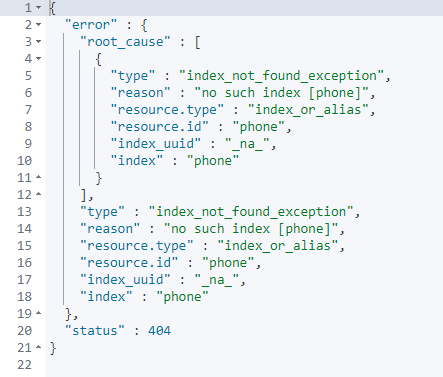 1 {
2 "error" : {
3 "root_cause" : [
4 {
5 "type" : "index_not_found_exception",
6 "reason" : "no such index [phone]",
7 "resource.type" : "index_or_alias",
8 "resource.id" : "phone",
9 "index_uuid" : "_na_",
10 "index" : "phone"
11 }
12 ],
13 "type" : "index_not_found_exception",
14 "reason" : "no such index [phone]",
15 "resource.type" : "index_or_alias",
16 "resource.id" : "phone",
17 "index_uuid" : "_na_",
18 "index" : "phone"
19 },
20 "status" : 404
21 }
22